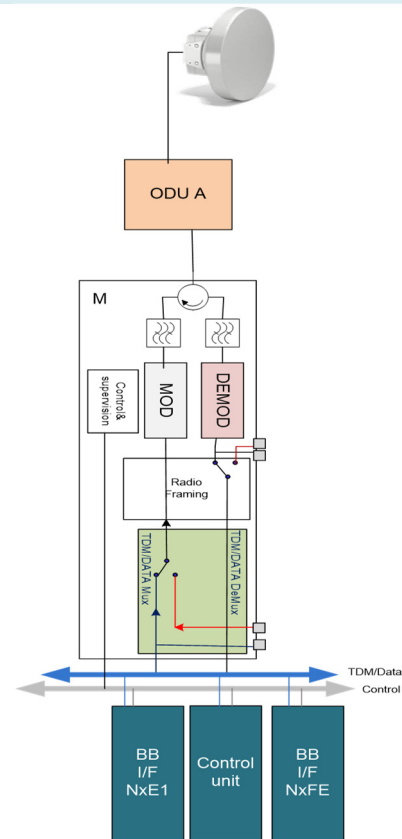 ODU A
M
Control&
supervision
MOD
DEMOD
Radio
Framing
TDM/DATA Mux
TDM/DATA DeMux
TDM/Data
Control
BB
I/F
NxE1
Control
unit
BB
I/F
NxFE